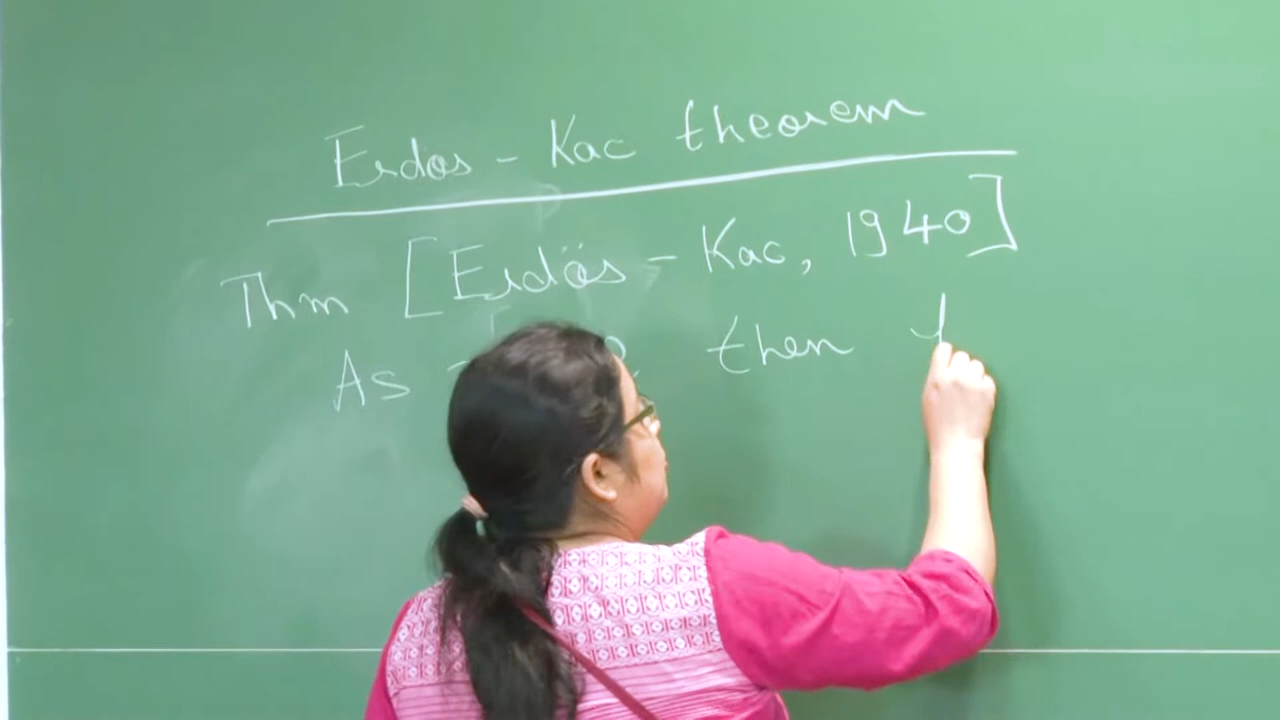 Erdos - Kac theorem
Thm [Erdös - Kac, 1940]
As then